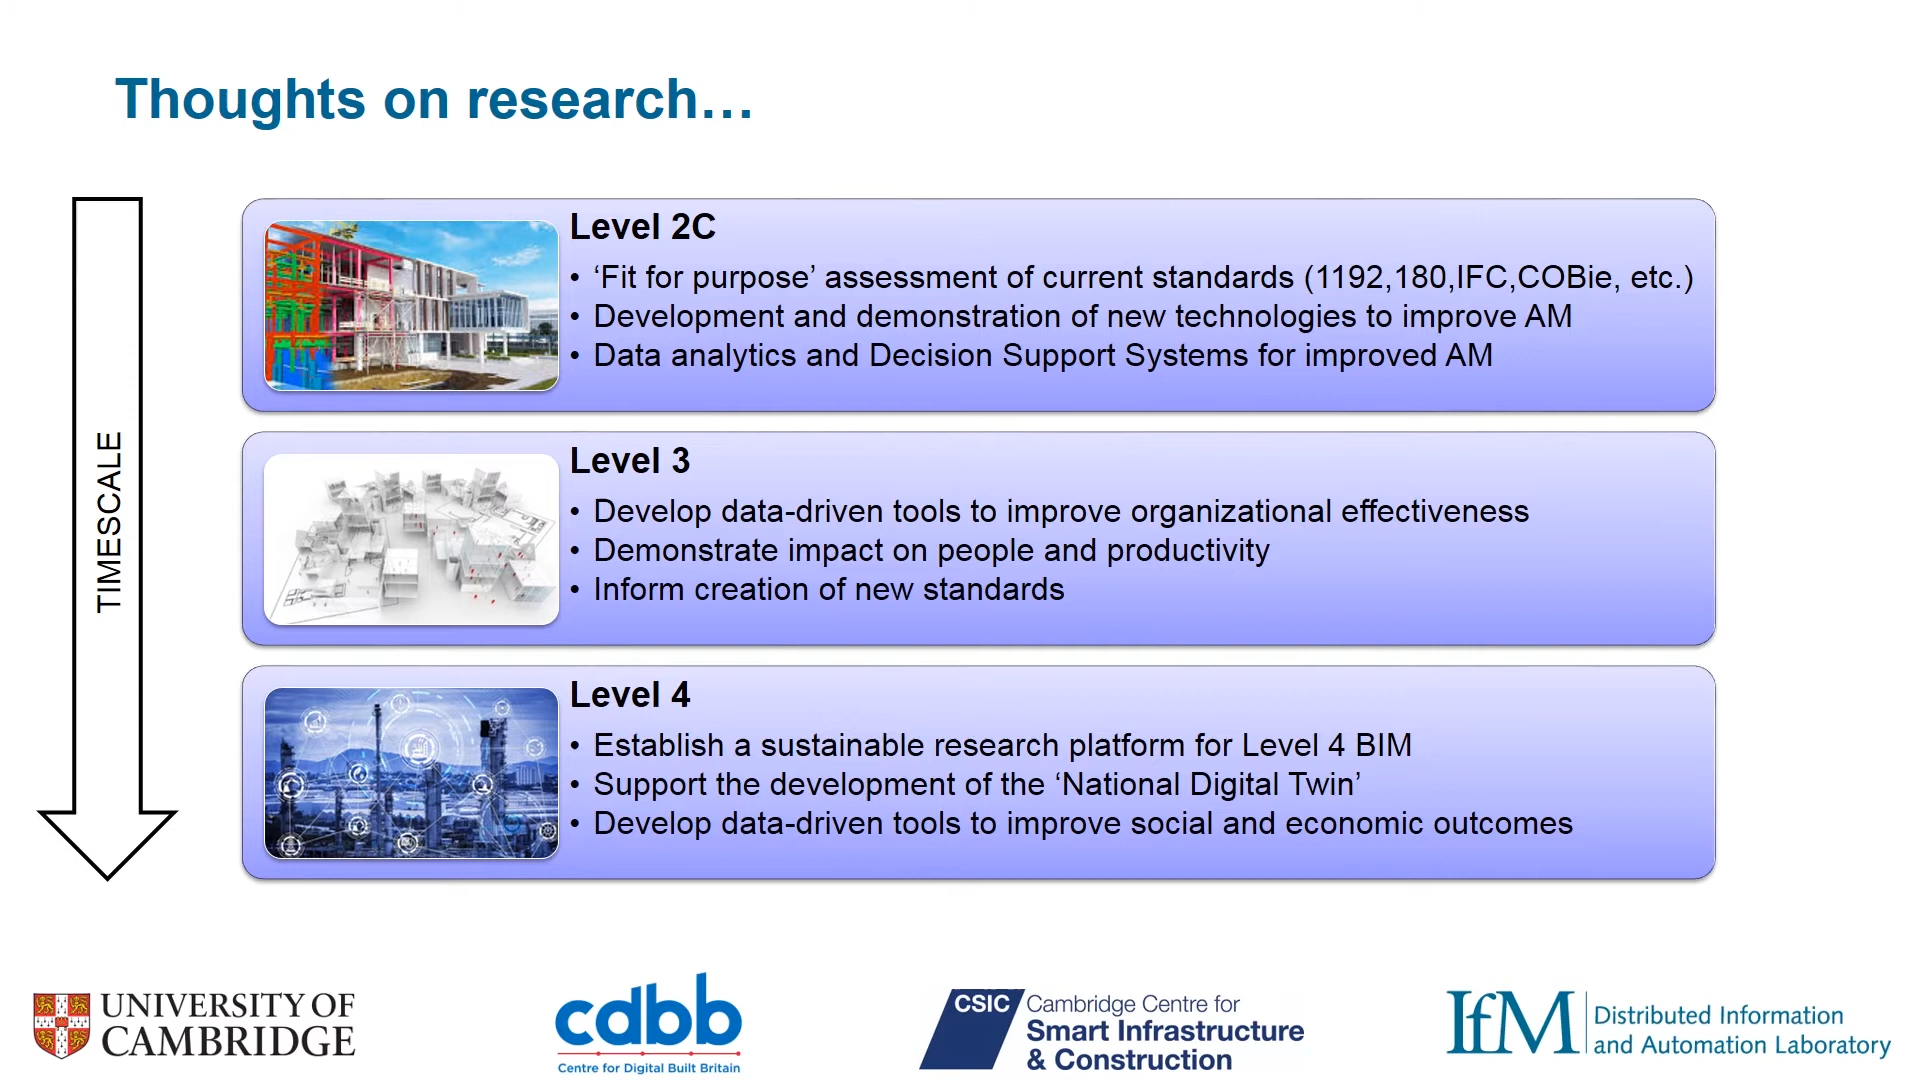 Thoughts on research…
TIMESCALE
Level 2C
• ‘Fit for purpose’ assessment of current standards (1192,180,IFC,COBie, etc.)
• Development and demonstration of new technologies to improve AM
• Data analytics and Decision Support Systems for improved AM
Level 3
• Develop data-driven tools to improve organizational effectiveness
• Demonstrate impact on people and productivity
• Inform creation of new standards
Level 4
• Establish a sustainable research platform for Level 4 BIM
• Support the development of the ‘National Digital Twin’
• Develop data-driven tools to improve social and economic outcomes
UNIVERSITY OF
CAMBRIDGE
cdbb
Centre for Digital Built Britain
CSIC
Cambridge Centre for
Smart Infrastructure
& Construction
IfM
Distributed Information
and Automation Laboratory